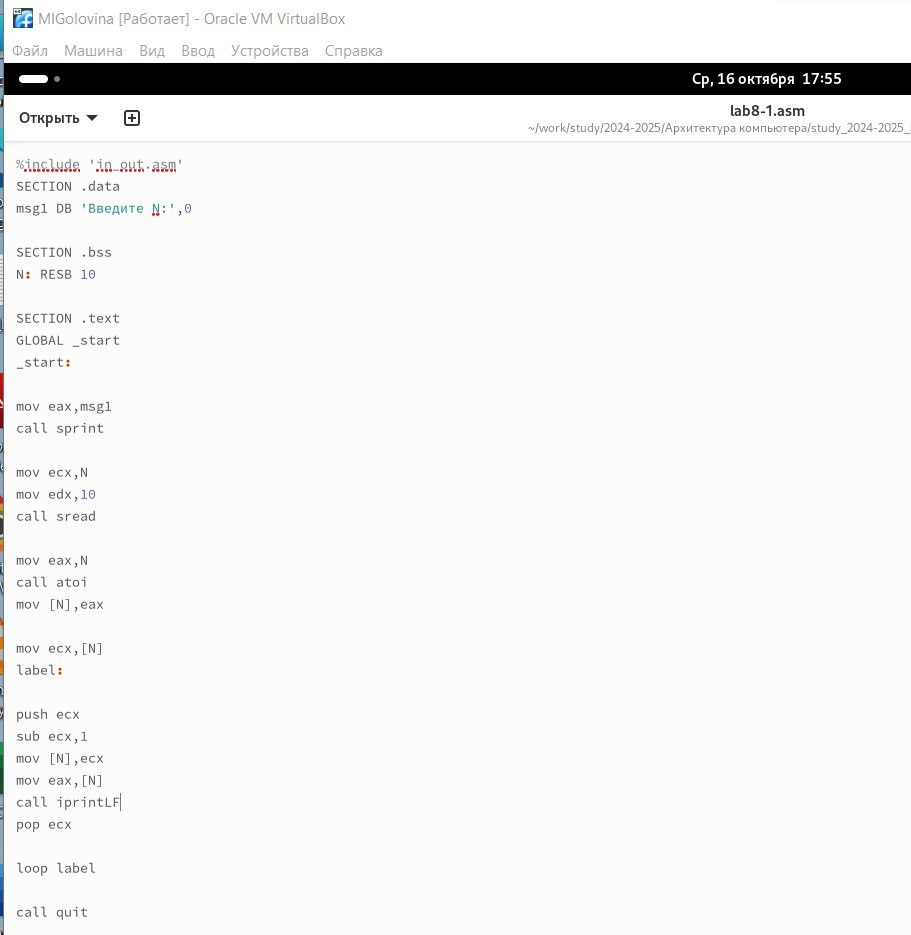 MIGolovina [Работает] - Oracle VM VirtualBox
Файл Машина Вид Ввод Устройства Справка
Ср, 16 октября 17:55
Открыть
lab8-1.asm
~/work/study/2024-2025/Архитектура компьютера/study_2024-2025_
%include 'in_out.asm'
SECTION .data
msg1 DB 'Введите N:',0
SECTION .bss
N: RESB 10
SECTION .text
GLOBAL _start
_start:
mov eax,msg1
call sprint
mov ecx,N
mov edx,10
call sread
mov eax,N
call atoi
mov [N],eax
mov ecx,[N]
label:
push ecx
sub ecx,1
mov [N],ecx
mov eax,[N]
call iprintLF
pop ecx
loop label
call quit